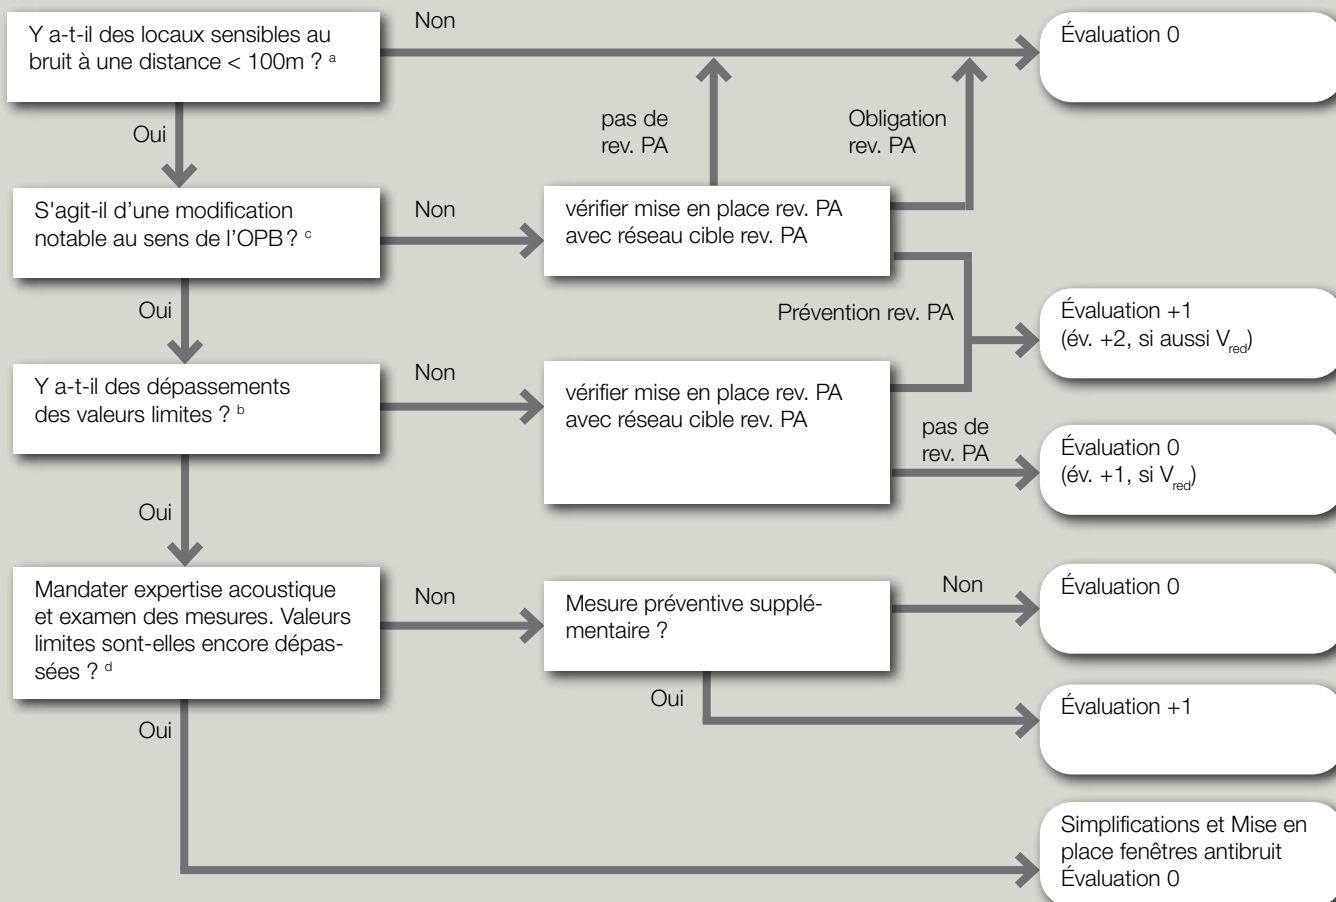 Y a-t-il des locaux sensibles au
bruit à une distance < 100m ? a
Non
Évaluation 0
Oui
pas de
rev. PA
Obligation
rev. PA
S'agit-il d’une modification
notable au sens de l’OPB ? c
Non
vérifier mise en place rev. PA
avec réseau cible rev. PA
Oui
Prévention rev. PA
Évaluation +1
(év. +2, si aussi Vred)
Y a-t-il des dépassements
des valeurs limites ? b
Non
vérifier mise en place rev. PA
avec réseau cible rev. PA
pas de
rev. PA
Évaluation 0
(év. +1, si Vred)
Oui
Mandater expertise acoustique
et examen des mesures. Valeurs
limites sont-elles encore dépas-
sées ? d
Non
Mesure préventive supplé-
mentaire ?
Non
Évaluation 0
Oui
Évaluation +1
Oui
Simplifications et Mise en
place fenêtres antibruit
Évaluation 0